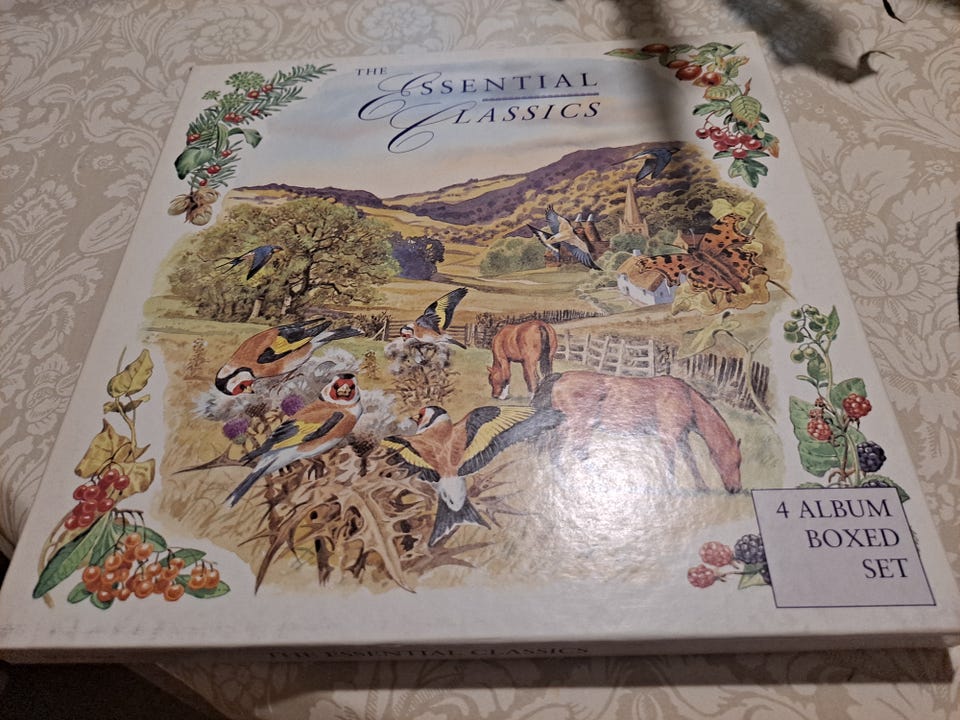 THE ESSENTIAL
CLASSICS
4 ALBUM
BOXED
SET
THE ESSENTIAL CLASSICS